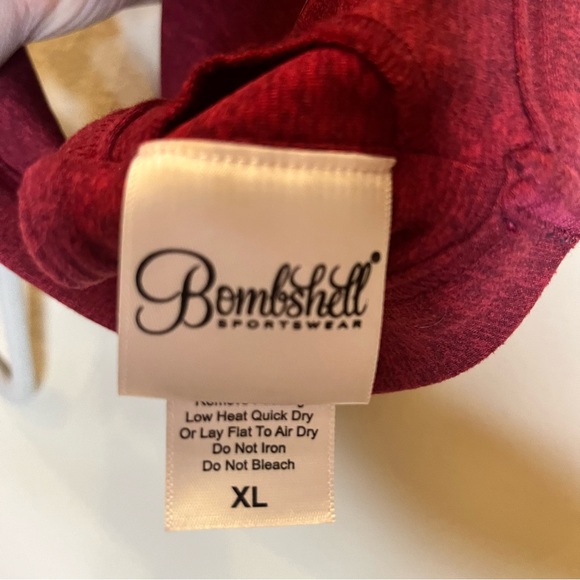 Bombshell®
SPORTSWEAR
Low Heat Quick Dry
Or Lay Flat To Air Dry
Do Not Iron
Do Not Bleach
XL